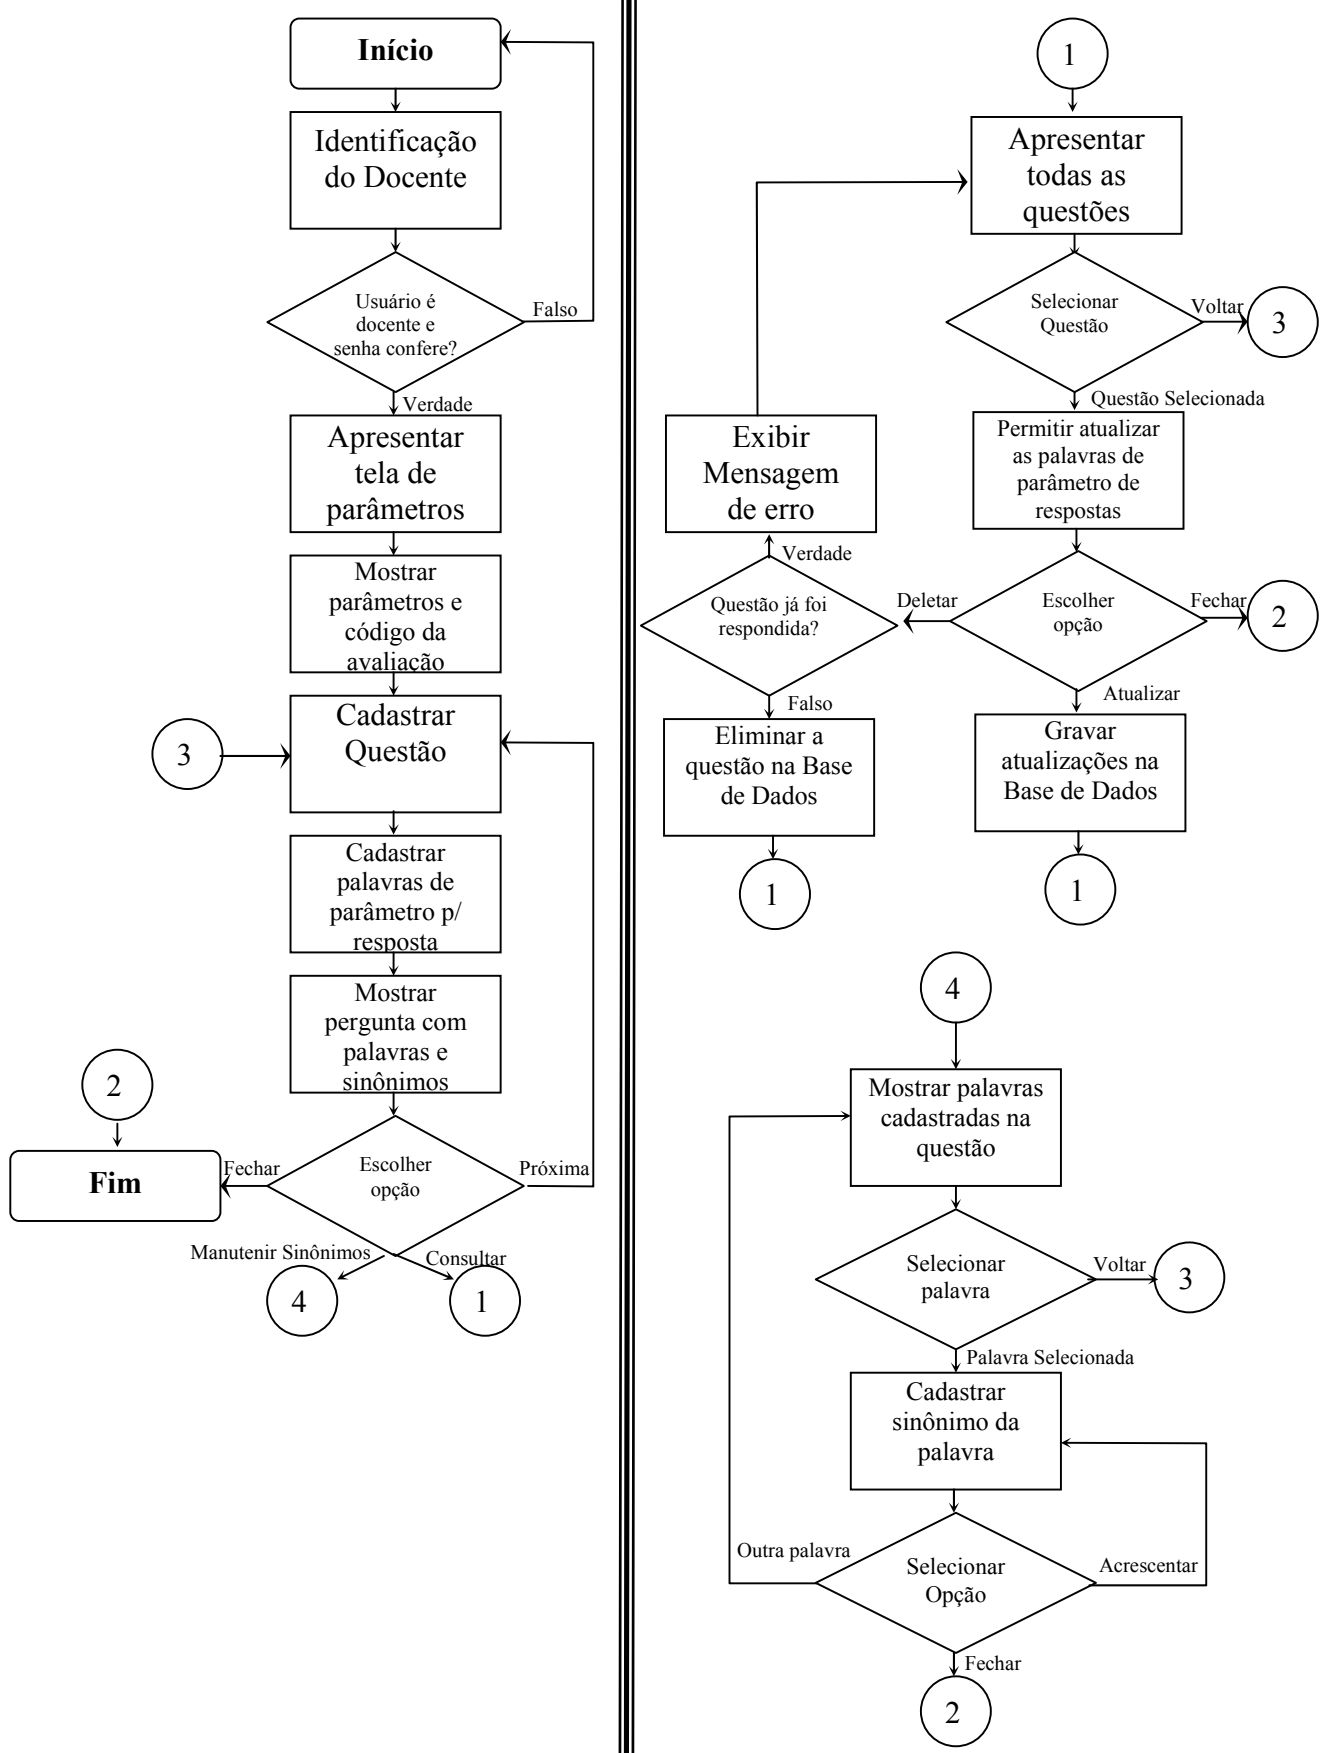 Início
Identificação
do Docente
Usuário é
docente e
senha confere?
Falso
Verdade
Apresentar
tela de
parâmetros
Mostrar
parâmetros e
código da
avaliação
3
Cadastrar
Questão
Cadastrar
palavras de
parâmetro p/
resposta
Mostrar
pergunta com
palavras e
sinônimos
2
Fim
Fechar
Escolher
opção
Próxima
Manutenir Sinônimos
Consultar
4
1
1
Apresentar
todas as
questões
Selecionar
Questão
Voltar
3
Questão Selecionada
Exibir
Mensagem
de erro
Permitir atualizar
as palavras de
parâmetro de
respostas
Verdade
Questão já foi
respondida?
Deletar
Escolher
opção
Fechar
2
Falso
Atualizar
Eliminar a
questão na Base
de Dados
Gravar
atualizações na
Base de Dados
1
1
4
Mostrar palavras
cadastradas na
questão
Selecionar
palavra
Voltar
3
Palavra Selecionada
Cadastrar
sinônimo da
palavra
Outra palavra
Selecionar
Opção
Acrescentar
Fechar
2